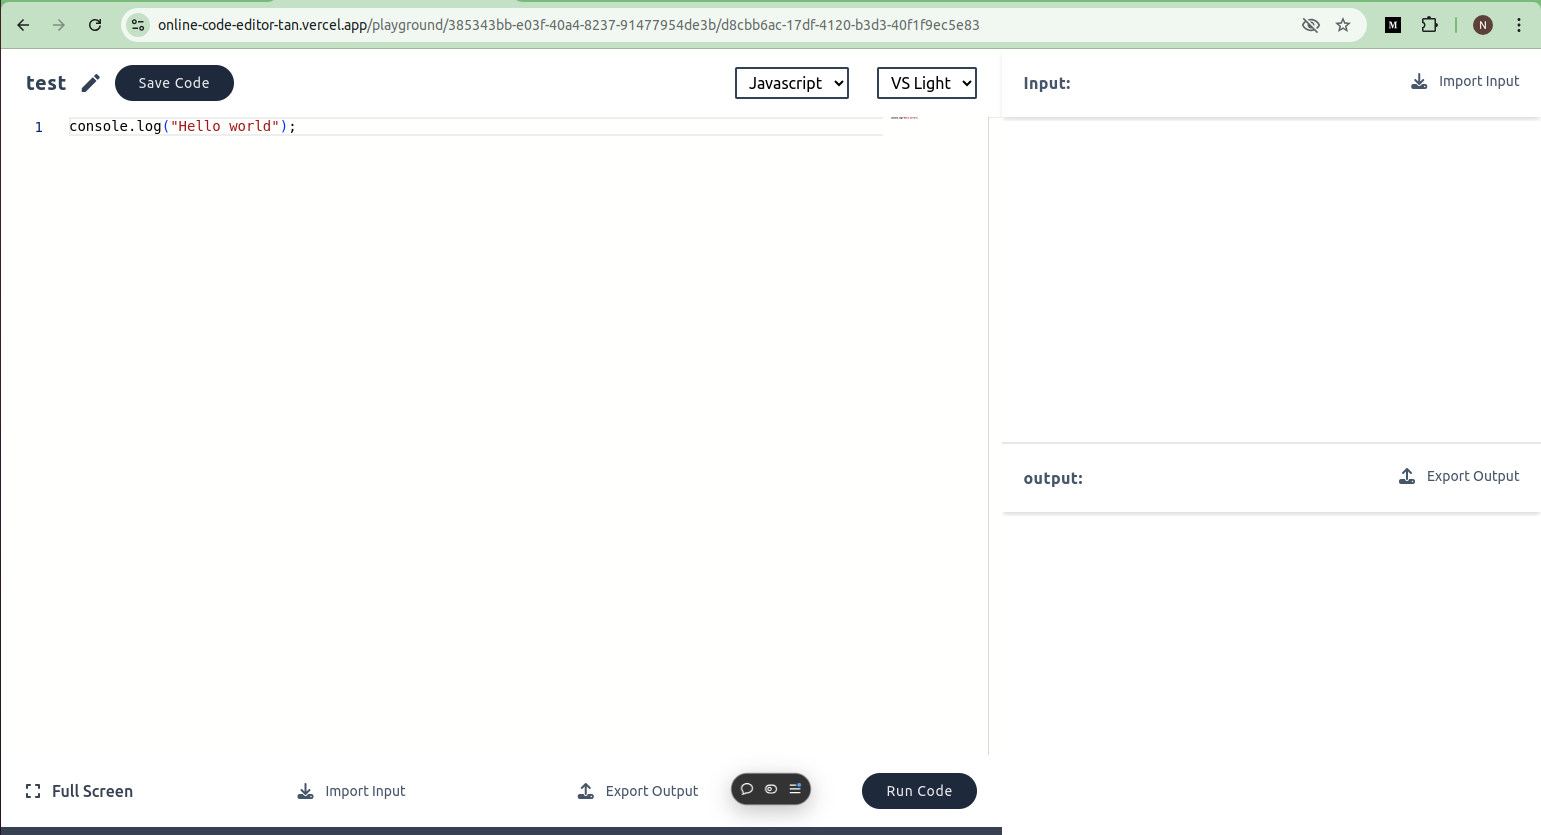 online-code-editor-tan.vercel.app/playground/385343bb-e03f-40a4-8237-91477954de3b/d8cbb6ac-17df-4120-b3d3-40f1f9ec5e83
M
N
test
Save Code
Javascript
VS Light
Input:
Import Input
1
console.log("Hello world");
output:
Export Output
Full Screen
Import Input
Export Output
Run Code